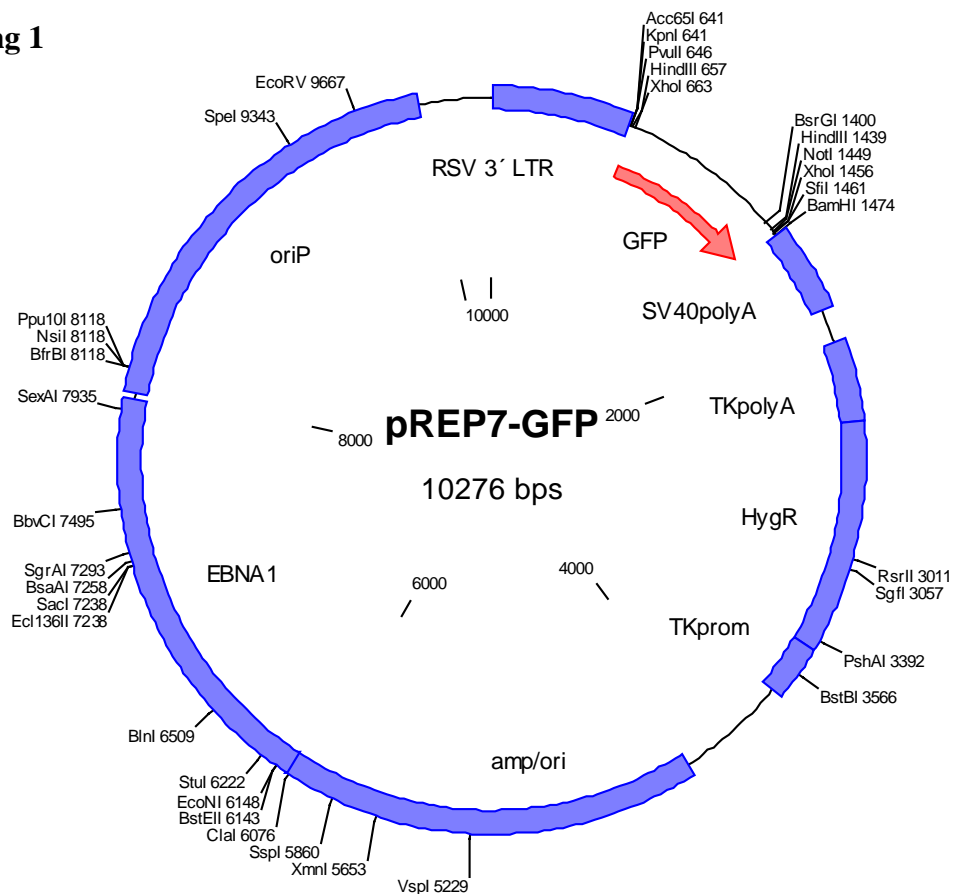 ng 1
Acc65I 641
KpnI 641
PvuII 646
HindIII 657
XhoI 663
EcoRV 9667
SpeI 9343
BsrGI 1400
HindIII 1439
NotI 1449
XhoI 1456
SfiI 1461
BamHI 1474
RSV 3´ LTR
GFP
oriP
SV40polyA
10000
Ppu10I 8118
NsiI 8118
BfrBI 8118
SexAI 7935
TKpolyA
2000
pREP7-GFP
8000
10276 bps
HygR
BbvCI 7495
SgrAI 7293
BsaAI 7258
SacI 7238
Ecl136II 7238
EBNA1
6000
4000
RsrII 3011
SgfI 3057
TKprom
PshAI 3392
BstBI 3566
BlnI 6509
amp/ori
StuI 6222
EcoNI 6148
BstEII 6143
ClaI 6076
SspI 5860
XmnI 5653
VspI 5229